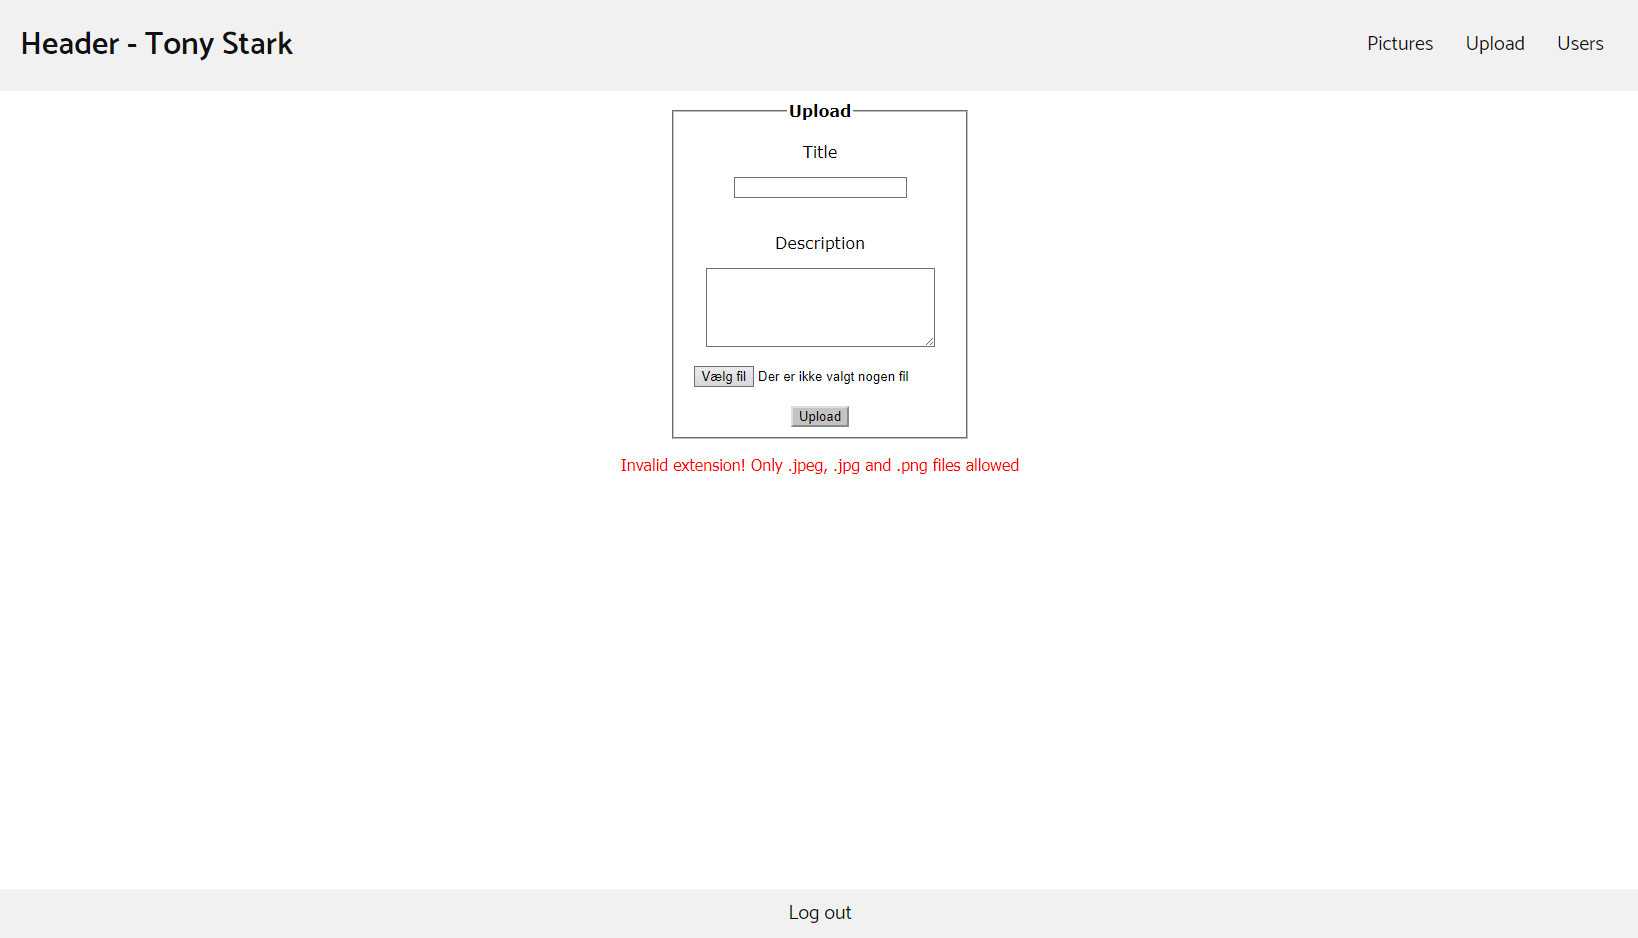 Header - Tony Stark
Pictures Upload Users
Upload
Title
Description
Vælg fil Der er ikke valgt nogen fil
Upload
Invalid extension! Only .jpeg, .jpg and .png files allowed
Log out